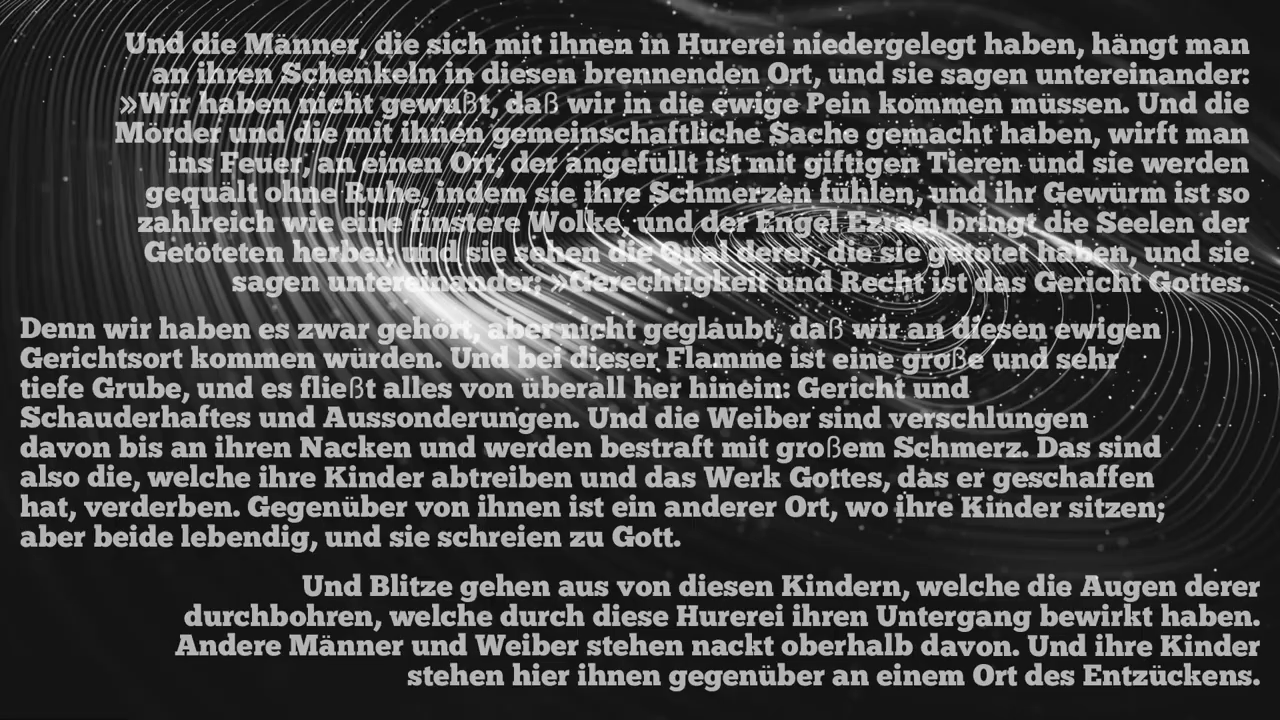 Und die Männer, die sich mit ihnen in Hurerei niedergelegt haben, hängt man
an ihren Schenkeln in diesen brennenden Ort, und sie sagen untereinander:
»Wir haben nicht gewußt, daß wir in die ewige Pein kommen müssen. Und die
Mörder und die mit ihnen gemeinschaftliche Sache gemacht haben, wirft man
ins Feuer, an einen Ort, der angefüllt ist mit giftigen Tieren und sie werden
gequält ohne Ruhe, indem sie ihre Schmerzen fühlen, und ihr Gewürm ist so
zahlreich wie eine finstere Wolke, und der Engel Ezrael bringt die Seelen der
Getöteten herbei; und sie sehen die Qual derer, die sie getötet haben, und sie
sagen untereinander; »Gerechtigkeit und Recht ist das Gericht Gottes.
Denn wir haben es zwar gehört, aber nicht geglaubt, daß wir an diesen ewigen
Gerichtsort kommen würden. Und bei dieser Flamme ist eine große und sehr
tiefe Grube, und es fließt alles von überall her hinein: Gericht und
Schauderhaftes und Aussonderungen. Und die Weiber sind verschlungen
davon bis an ihren Nacken und werden bestraft mit großem Schmerz. Das sind
also die, welche ihre Kinder abtreiben und das Werk Gottes, das er geschaffen
hat, verderben. Gegenüber von ihnen ist ein anderer Ort, wo ihre Kinder sitzen;
aber beide lebendig, und sie schreien zu Gott.
Und Blitze gehen aus von diesen Kindern, welche die Augen derer
durchbohren, welche durch diese Hurerei ihren Untergang bewirkt haben.
Andere Männer und Weiber stehen nackt oberhalb davon. Und ihre Kinder
stehen hier ihnen gegenüber an einem Ort des Entzückens.